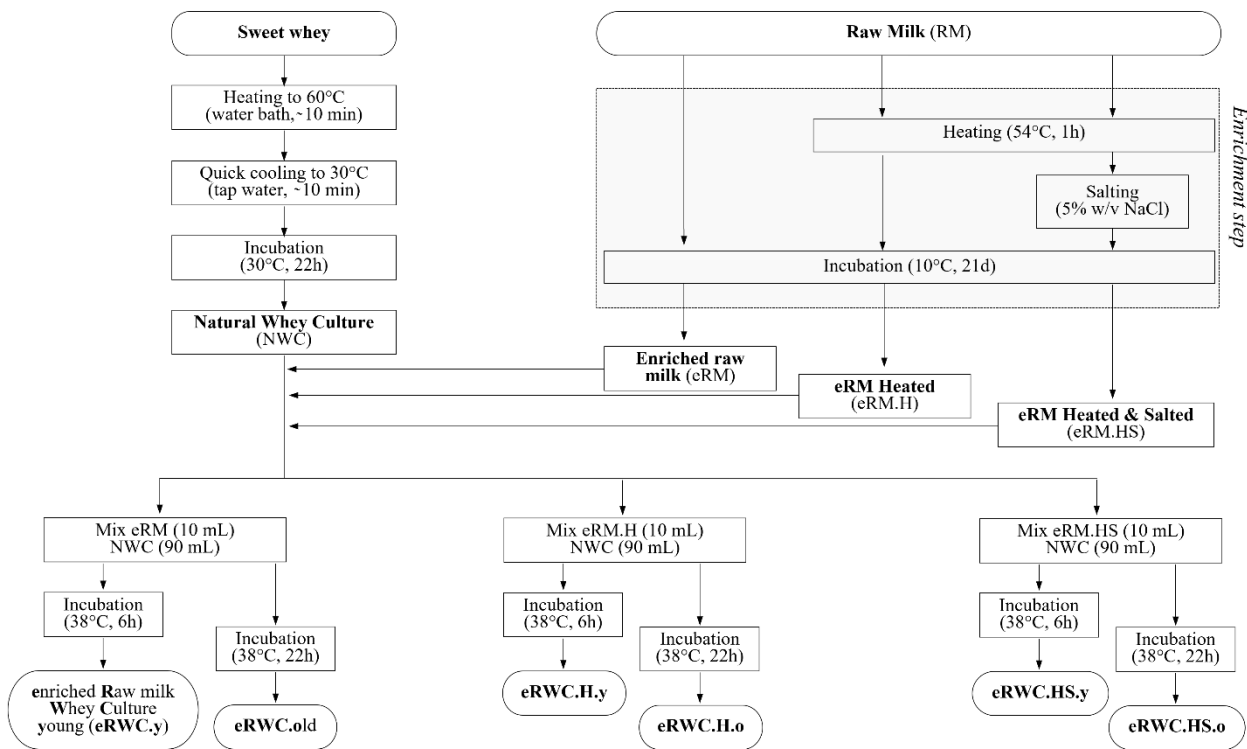 Sweet whey
Raw Milk (RM)
Heating to 60°C
(water bath,~10 min)
Heating (54°C, 1h)
Enrichment step
Quick cooling to 30°C
(tap water, ~10 min)
Salting
(5% w/v NaCl)
Incubation
(30°C, 22h)
Incubation (10°C, 21d)
Natural Whey Culture
(NWC)
Enriched raw
milk (eRM)
eRM Heated
(eRM.H)
eRM Heated & Salted
(eRM.HS)
Mix eRM (10 mL)
NWC (90 mL)
Mix eRM.H (10 mL)
NWC (90 mL)
Mix eRM.HS (10 mL)
NWC (90 mL)
Incubation
(38°C, 6h)
Incubation
(38°C, 22h)
Incubation
(38°C, 6h)
Incubation
(38°C, 22h)
Incubation
(38°C, 6h)
Incubation
(38°C, 22h)
enriched Raw milk
Whey Culture
young (eRWC.y)
eRWC.old
eRWC.H.y
eRWC.H.o
eRWC.HS.y
eRWC.HS.o